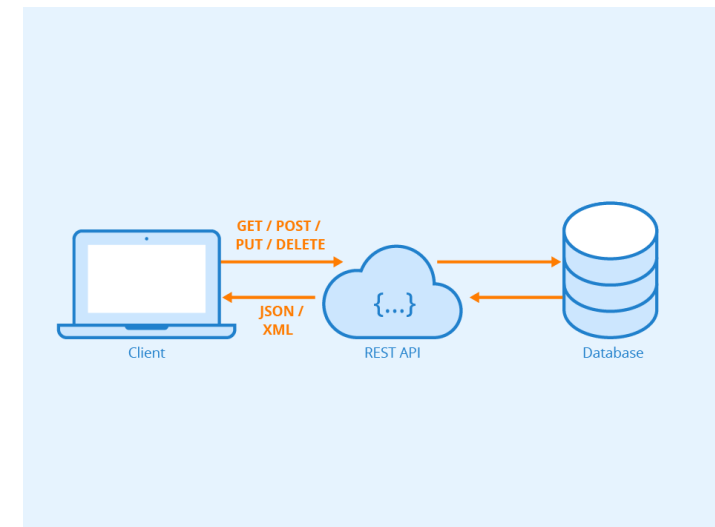 GET / POST /
PUT / DELETE
{...}
JSON /
XML
Client
REST API
Database